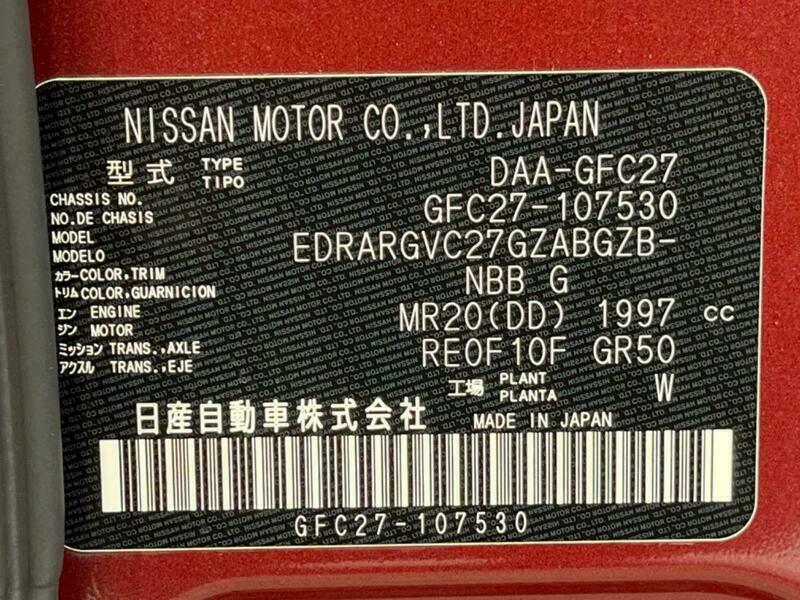 NISSAN MOTOR CO.,LTD.JAPAN
型式 TYPE TIPO DAA-GFC27
CHASSIS NO. NO.DE CHASIS GFC27-107530
MODEL MODELO EDRARGVC27GZABGZB-
カラー COLOR,TRIM トリム COLOR,GUARNICION NBB G
エン ENGINE ジン MOTOR MR20(DD) 1997 cc
ミッション TRANS.,AXLE アクスル TRANS.,EJE RE0F10F GR50
工場 PLANT PLANTA W
日産自動車株式会社 MADE IN JAPAN
GFC27-107530